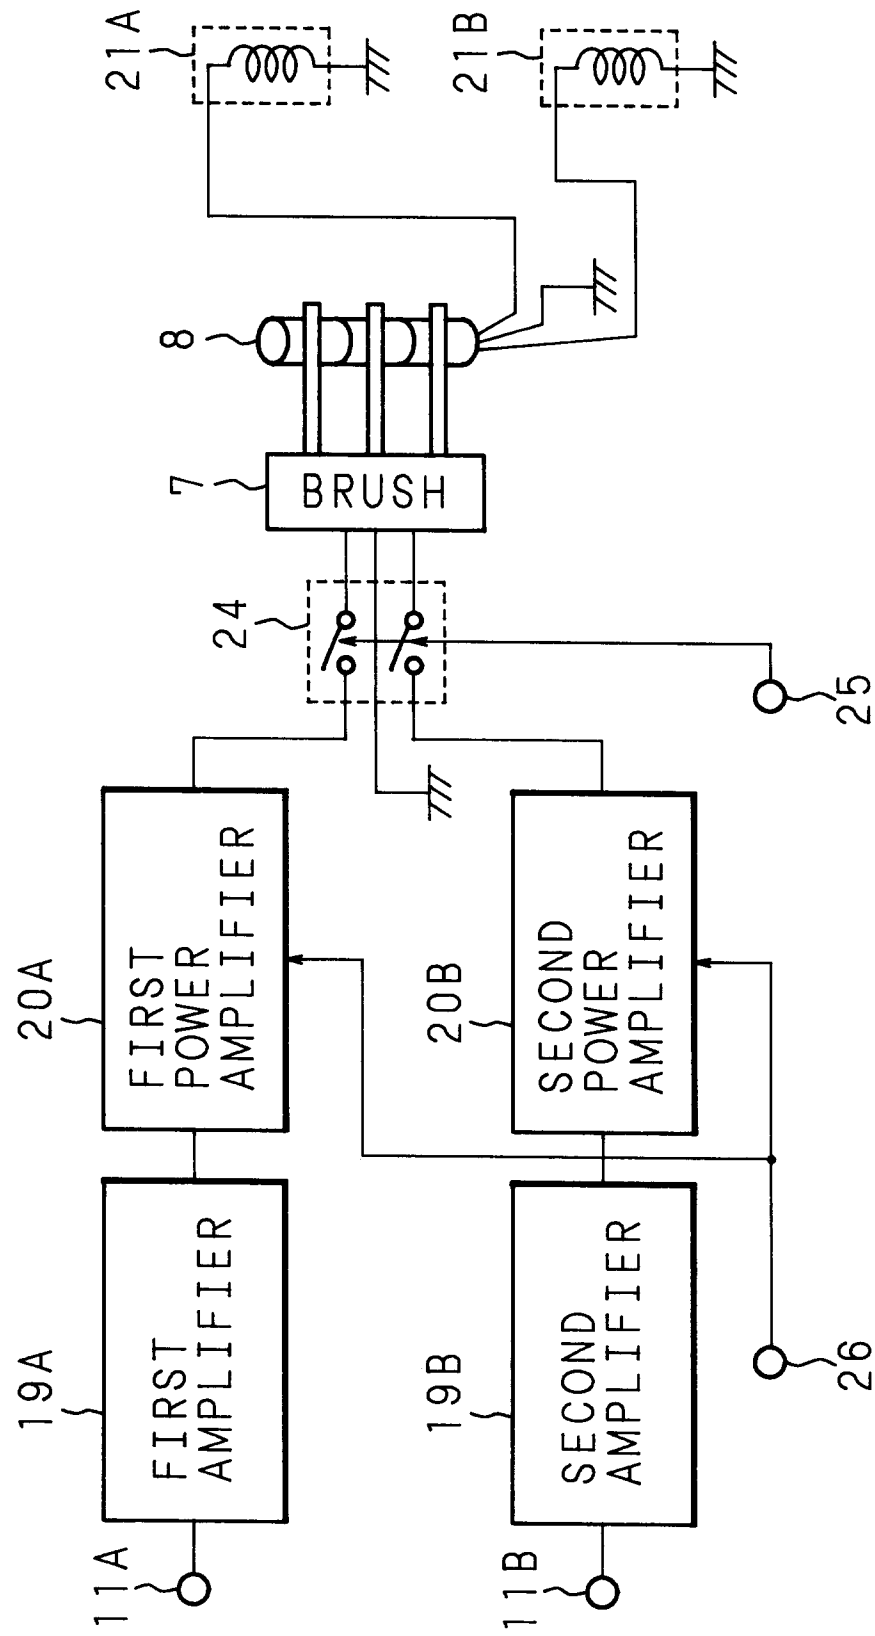 11A
19A
FIRST
AMPLIFIER
20A
FIRST
POWER
AMPLIFIER
24
7
BRUSH
8
21A
11B
19B
SECOND
AMPLIFIER
20B
SECOND
POWER
AMPLIFIER
21B
26
25